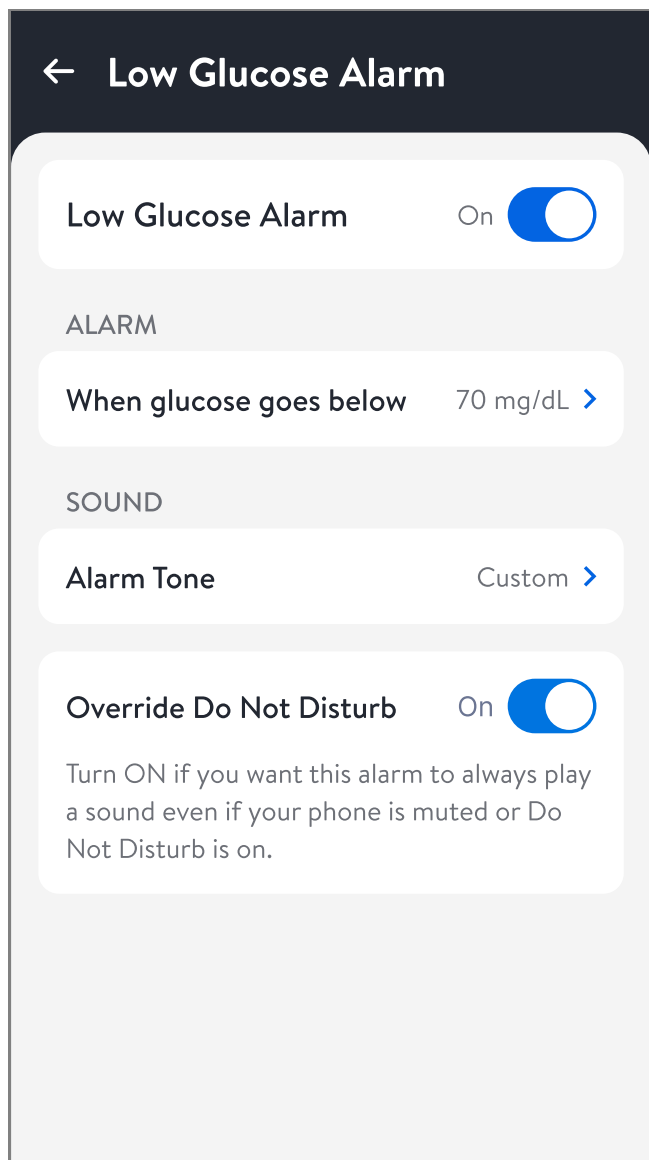 Low Glucose Alarm
Low Glucose Alarm On
ALARM
When glucose goes below 70 mg/dL
SOUND
Alarm Tone Custom
Override Do Not Disturb On
Turn ON if you want this alarm to always play
a sound even if your phone is muted or Do
Not Disturb is on.